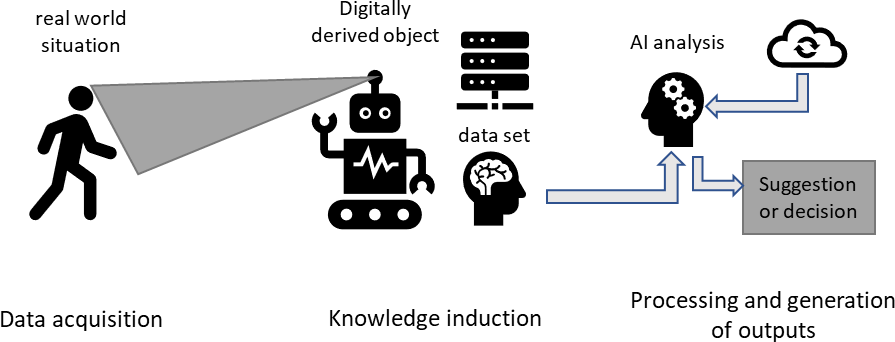 real world
situation
Digitally
derived object
data set
AI analysis
Suggestion
or decision
Data acquisition
Knowledge induction
Processing and generation
of outputs